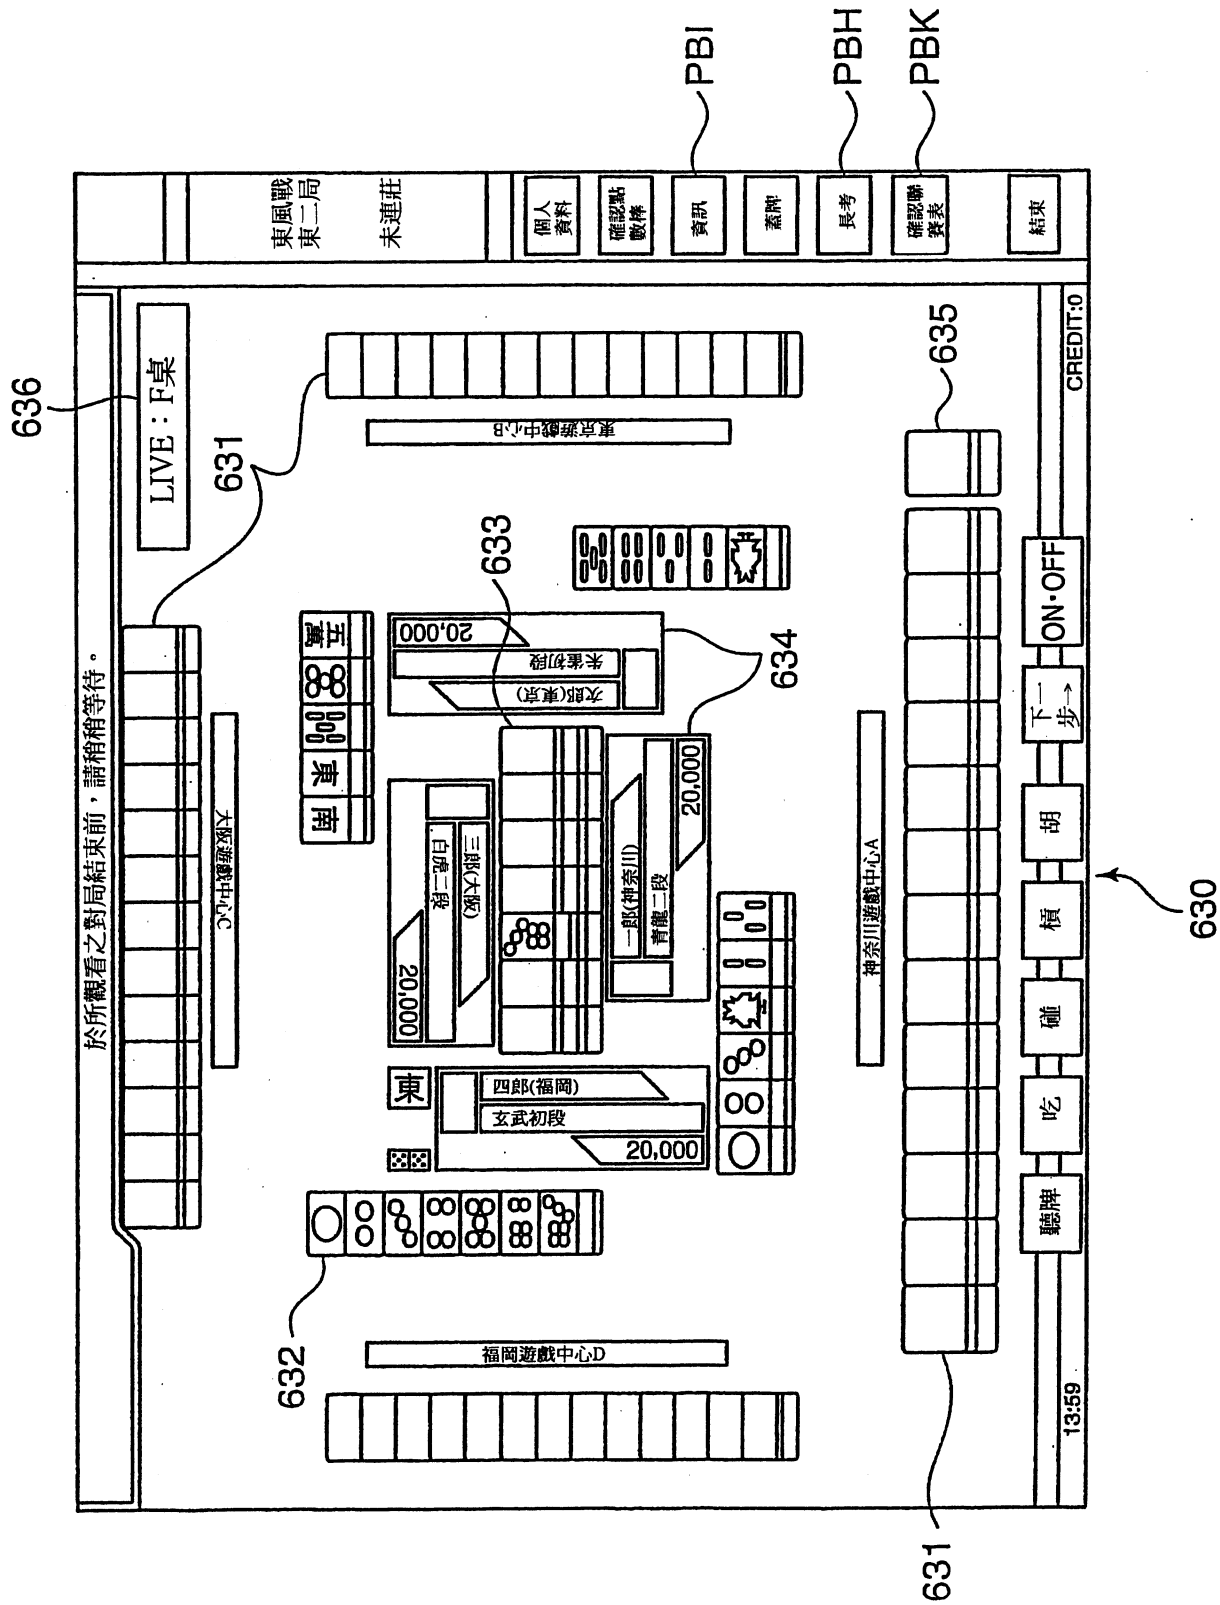 於所觀看之對局結束前，請稍稍等待。
LIVE：F桌
636
631
東風戰
東二局
未連莊
個人
資料
確認點
數棒
資訊
蓋牌
長考
確認聯
賽表
結束
PBI
PBH
PBK
大阪遊戲中心C
東京遊戲中心B
福岡遊戲中心D
神奈川遊戲中心A
南
東
五
萬
632
633
634
635
東
三郎(大阪)
白虎二段
20,000
次郎(東京)
朱雀初段
20,000
四郎(福岡)
玄武初段
20,000
一郎(神奈川)
青龍二段
20,000
631
13:59
聽牌
吃
碰
槓
胡
下一
步→
ON·OFF
CREDIT:0
630